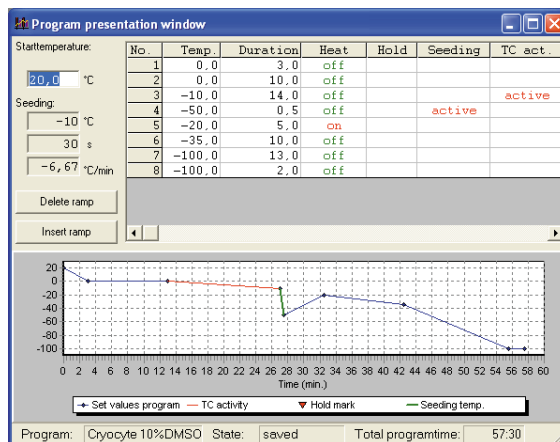 Program presentation window
Starttemperature:
20,0 °C
Seeding:
-10 °C
30 s
-6,67 °C/min
Delete ramp
Insert ramp
No. Temp. Duration Heat Hold Seeding TC act.
1 0,0 3,0 off
2 0,0 10,0 off
3 -10,0 14,0 off active
4 -50,0 0,5 off active
5 -20,0 5,0 on
6 -35,0 10,0 off
7 -100,0 13,0 off
8 -100,0 2,0 off
20
0
-20
-40
-60
-80
-100
0 2 4 6 8 10 12 14 16 18 20 22 24 26 28 30 32 34 36 38 40 42 44 46 48 50 52 54 56 58 60
Time (min.)
Set values program TC activity Hold mark Seeding temp.
Program: Cryocyte 10%DMSO State: saved Total programtime: 57:30